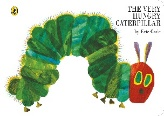 THE VERY
HUNGRY
CATERPILLAR
by Eric Carle